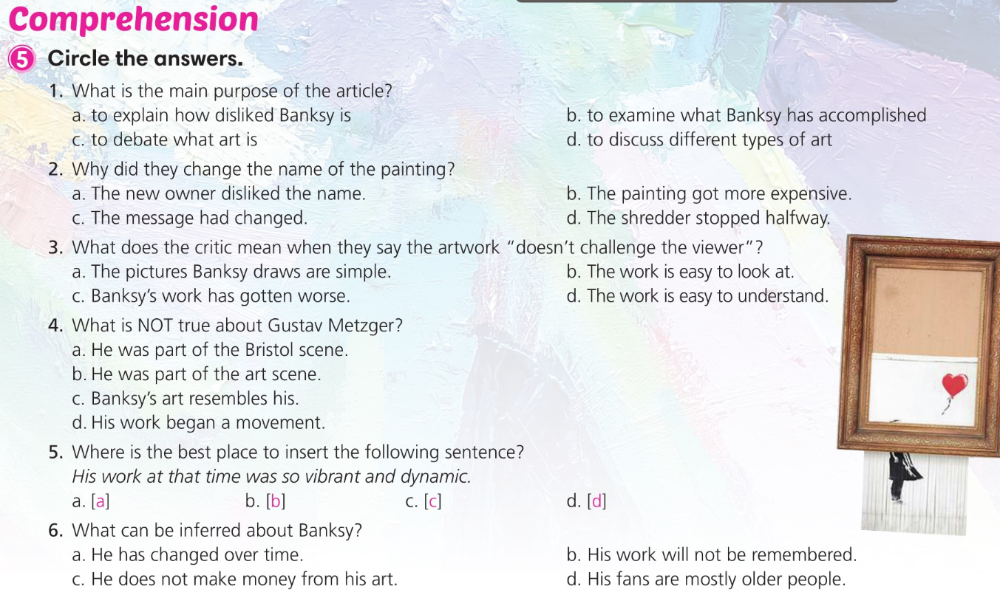 Comprehension
5 Circle the answers.
1. What is the main purpose of the article?
a. to explain how disliked Banksy is
b. to examine what Banksy has accomplished
c. to debate what art is
d. to discuss different types of art
2. Why did they change the name of the painting?
a. The new owner disliked the name.
b. The painting got more expensive.
c. The message had changed.
d. The shredder stopped halfway.
3. What does the critic mean when they say the artwork “doesn’t challenge the viewer”?
a. The pictures Banksy draws are simple.
b. The work is easy to look at.
c. Banksy’s work has gotten worse.
d. The work is easy to understand.
4. What is NOT true about Gustav Metzger?
a. He was part of the Bristol scene.
b. He was part of the art scene.
c. Banksy’s art resembles his.
d. His work began a movement.
5. Where is the best place to insert the following sentence?
His work at that time was so vibrant and dynamic.
a. [a] b. [b] c. [c] d. [d]
6. What can be inferred about Banksy?
a. He has changed over time.
b. His work will not be remembered.
c. He does not make money from his art.
d. His fans are mostly older people.